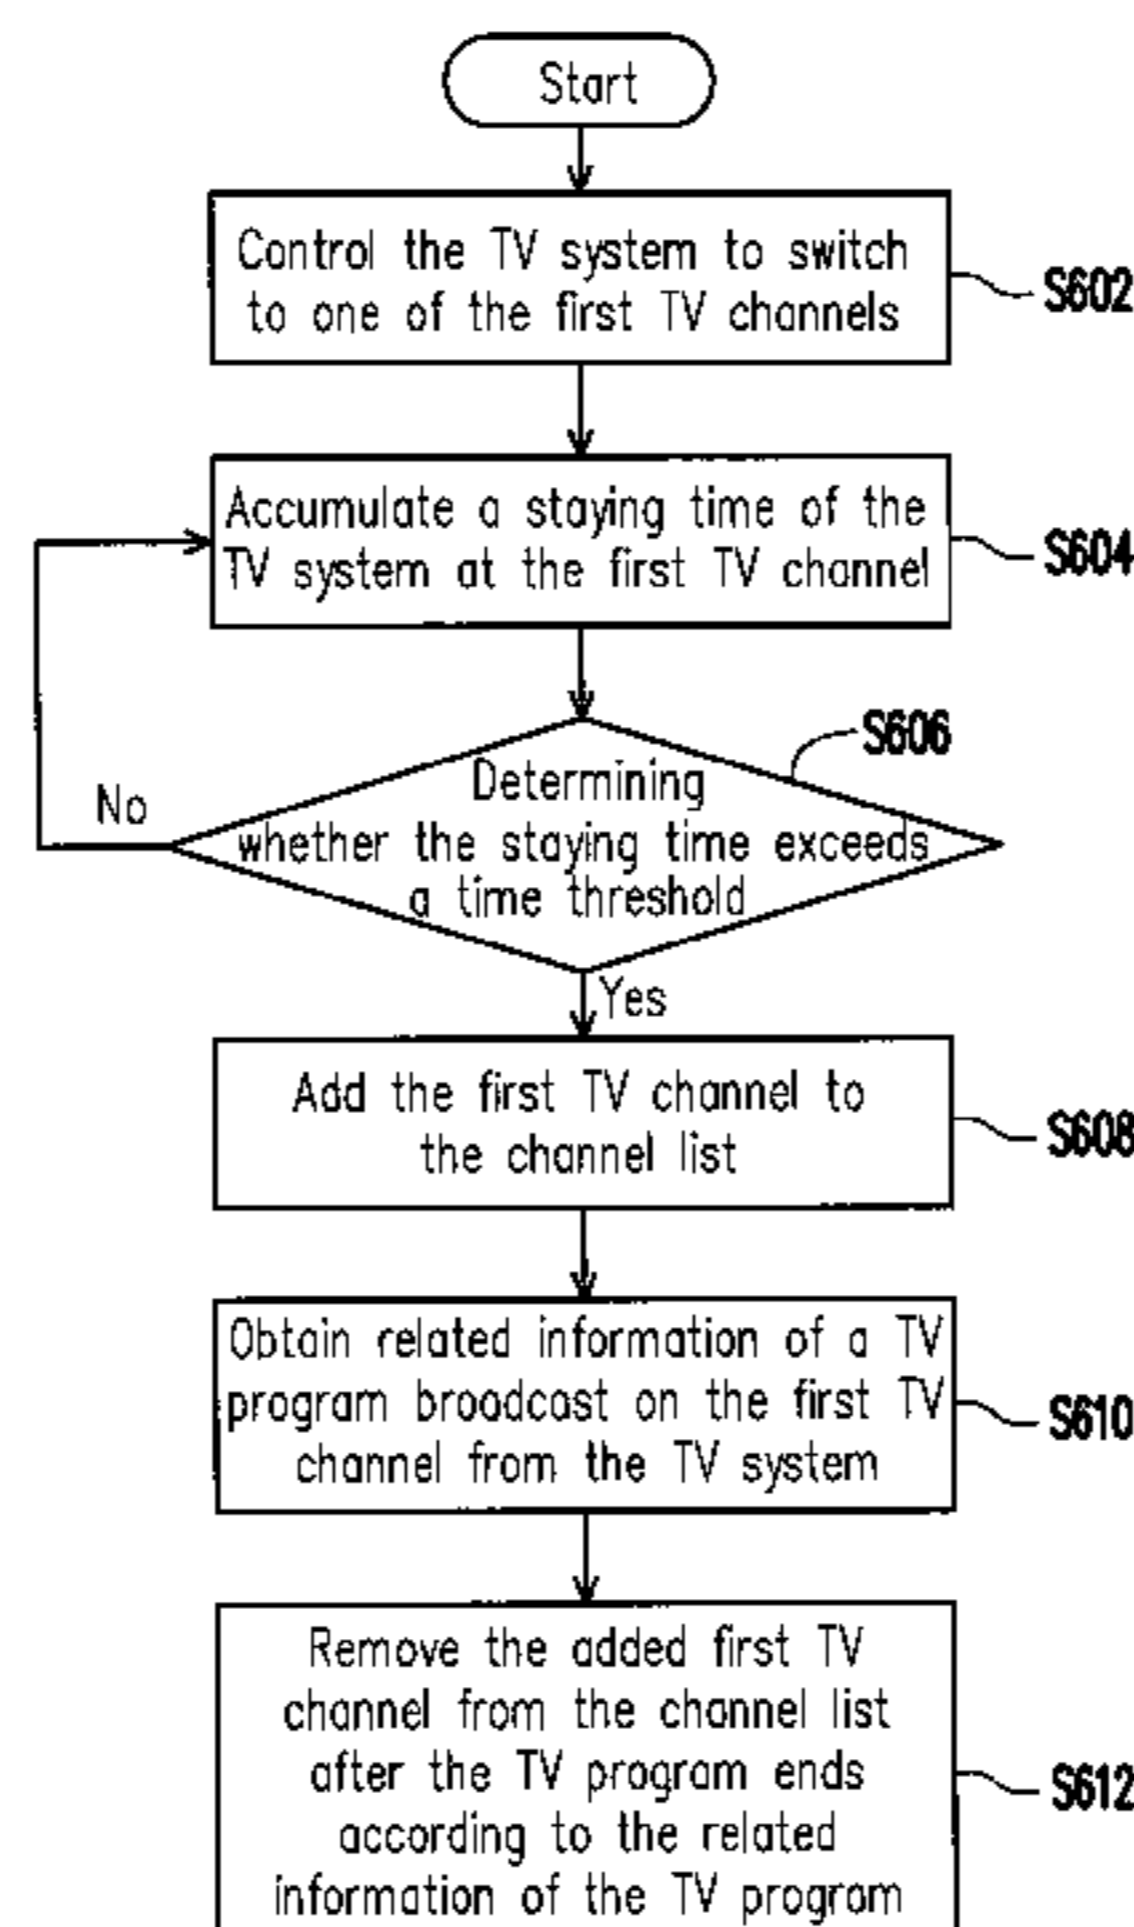 Start
Control the TV system to switch
to one of the first TV channels
S602
Accumulate a staying time of the
TV system at the first TV channel
S604
S606
Determining
whether the staying time exceeds
a time threshold
No
Yes
Add the first TV channel to
the channel list
S608
Obtain related information of a TV
program broadcast on the first TV
channel from the TV system
S610
Remove the added first TV
channel from the channel list
after the TV program ends
according to the related
information of the TV program
S612